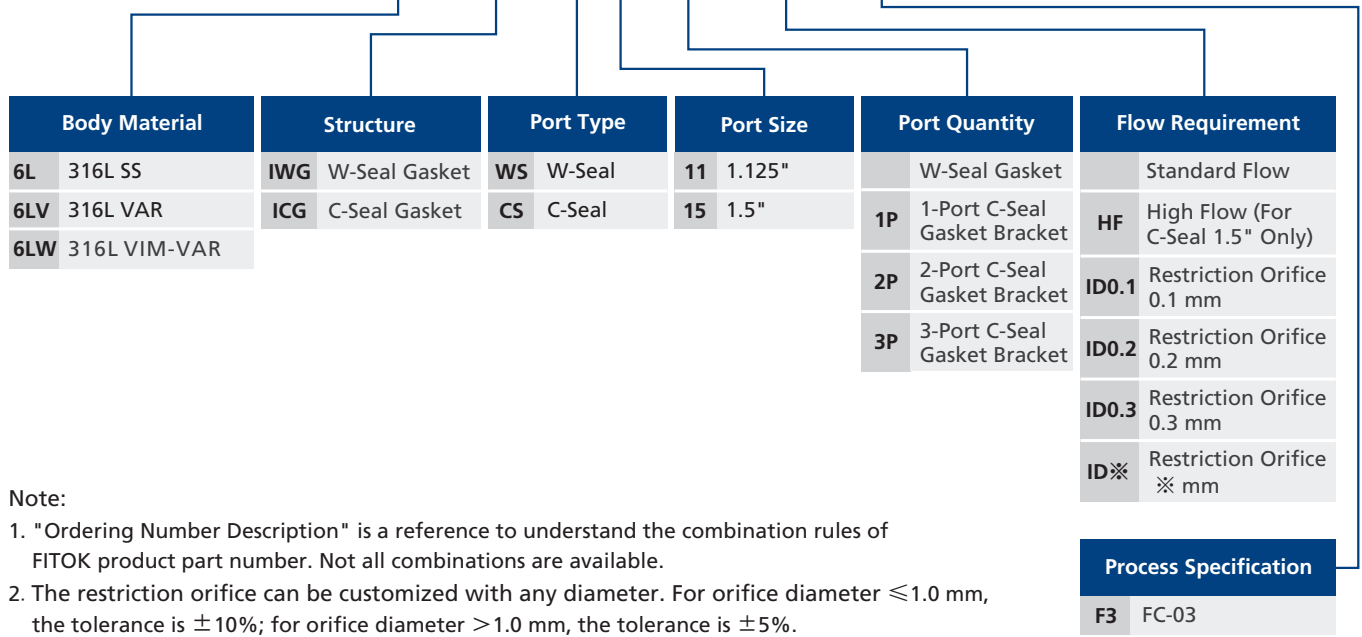 Body Material
6L 316L SS
6LV 316L VAR
6LW 316L VIM-VAR
Structure
IWG W-Seal Gasket
ICG C-Seal Gasket
Port Type
WS W-Seal
CS C-Seal
Port Size
11 1.125"
15 1.5"
Port Quantity
W-Seal Gasket
1P 1-Port C-Seal
Gasket Bracket
2P 2-Port C-Seal
Gasket Bracket
3P 3-Port C-Seal
Gasket Bracket
Flow Requirement
Standard Flow
HF High Flow (For
C-Seal 1.5" Only)
ID0.1 Restriction Orifice
0.1 mm
ID0.2 Restriction Orifice
0.2 mm
ID0.3 Restriction Orifice
0.3 mm
ID※ Restriction Orifice
※ mm
Process Specification
F3 FC-03
Note:
1. "Ordering Number Description" is a reference to understand the combination rules of
FITOK product part number. Not all combinations are available.
2. The restriction orifice can be customized with any diameter. For orifice diameter ≤1.0 mm,
the tolerance is ±10%; for orifice diameter >1.0 mm, the tolerance is ±5%.